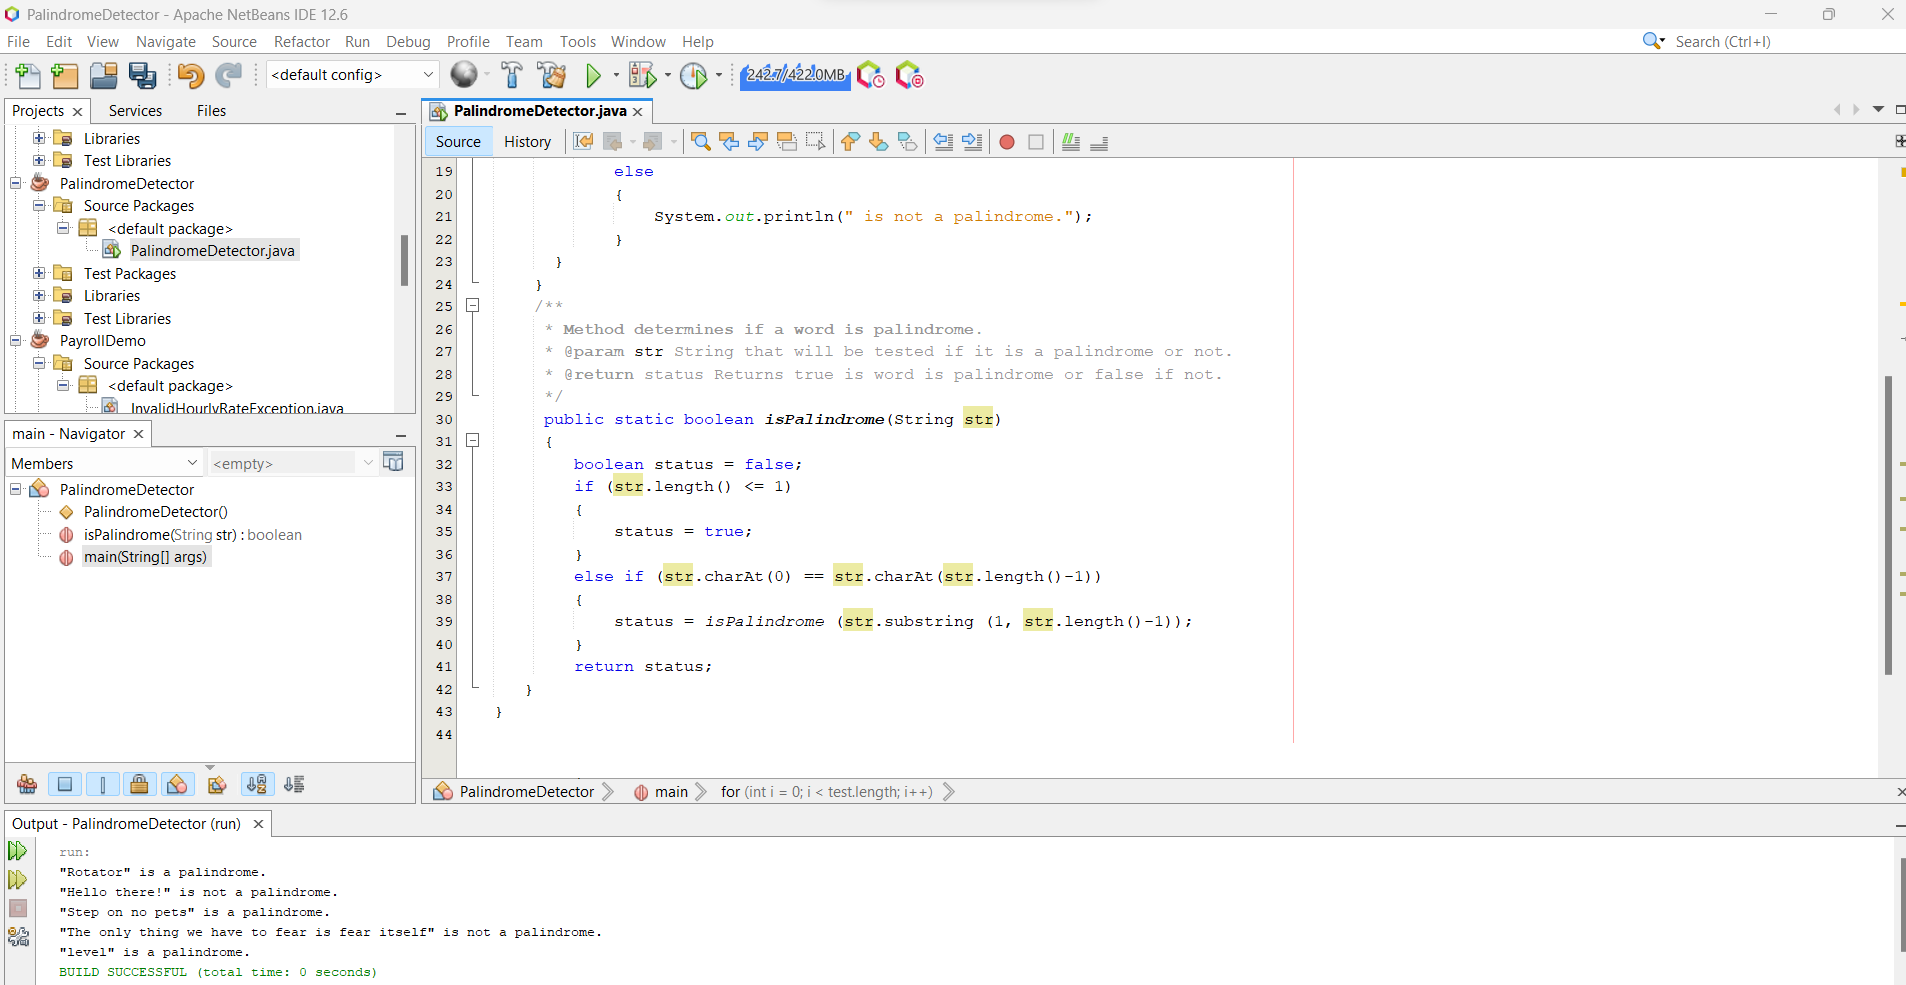 PalindromeDetector - Apache NetBeans IDE 12.6
File Edit View Navigate Source Refactor Run Debug Profile Team Tools Window Help
Search (Ctrl+I)
<default config>
242.7/422.0MB
Projects Services Files
Libraries
Test Libraries
PalindromeDetector
Source Packages
<default package>
PalindromeDetector.java
Test Packages
Libraries
Test Libraries
PayrollDemo
Source Packages
<default package>
InvalidHourlyRateException.java
main - Navigator
Members
<empty>
PalindromeDetector
PalindromeDetector()
isPalindrome(String str) : boolean
main(String[] args)
PalindromeDetector.java
Source History
19 else
20 {
21 System.out.println(" is not a palindrome.");
22 }
23 }
24 }
25 /**
26 * Method determines if a word is palindrome.
27 * @param str String that will be tested if it is a palindrome or not.
28 * @return status Returns true is word is palindrome or false if not.
29 */
30 public static boolean isPalindrome(String str)
31 {
32 boolean status = false;
33 if (str.length() <= 1)
34 {
35 status = true;
36 }
37 else if (str.charAt(0) == str.charAt(str.length()-1))
38 {
39 status = isPalindrome (str.substring (1, str.length()-1));
40 }
41 return status;
42 }
43 }
44
PalindromeDetector main for (int i = 0; i < test.length; i++)
Output - PalindromeDetector (run)
run:
"Rotator" is a palindrome.
"Hello there!" is not a palindrome.
"Step on no pets" is a palindrome.
"The only thing we have to fear is fear itself" is not a palindrome.
"level" is a palindrome.
BUILD SUCCESSFUL (total time: 0 seconds)